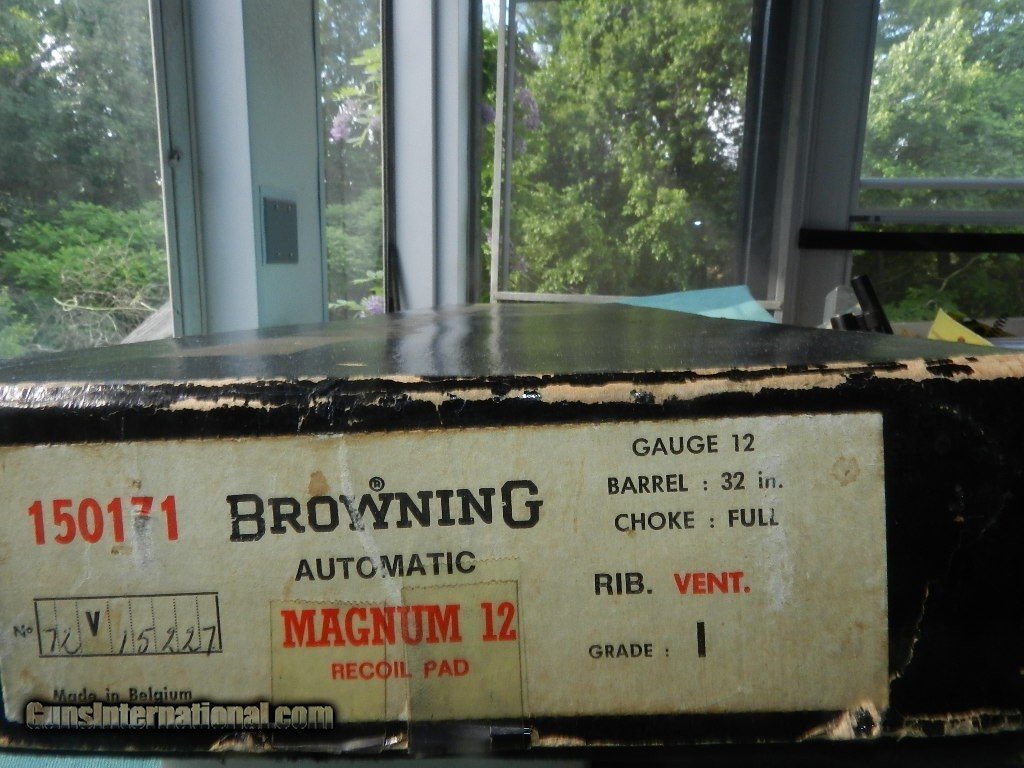 150171
BROWNING®
AUTOMATIC
MAGNUM 12
RECOIL PAD
GAUGE 12
BARREL : 32 in.
CHOKE : FULL
RIB. VENT.
GRADE : I
Nº 72 V 15227
Made in Belgium
GunsInternational.com